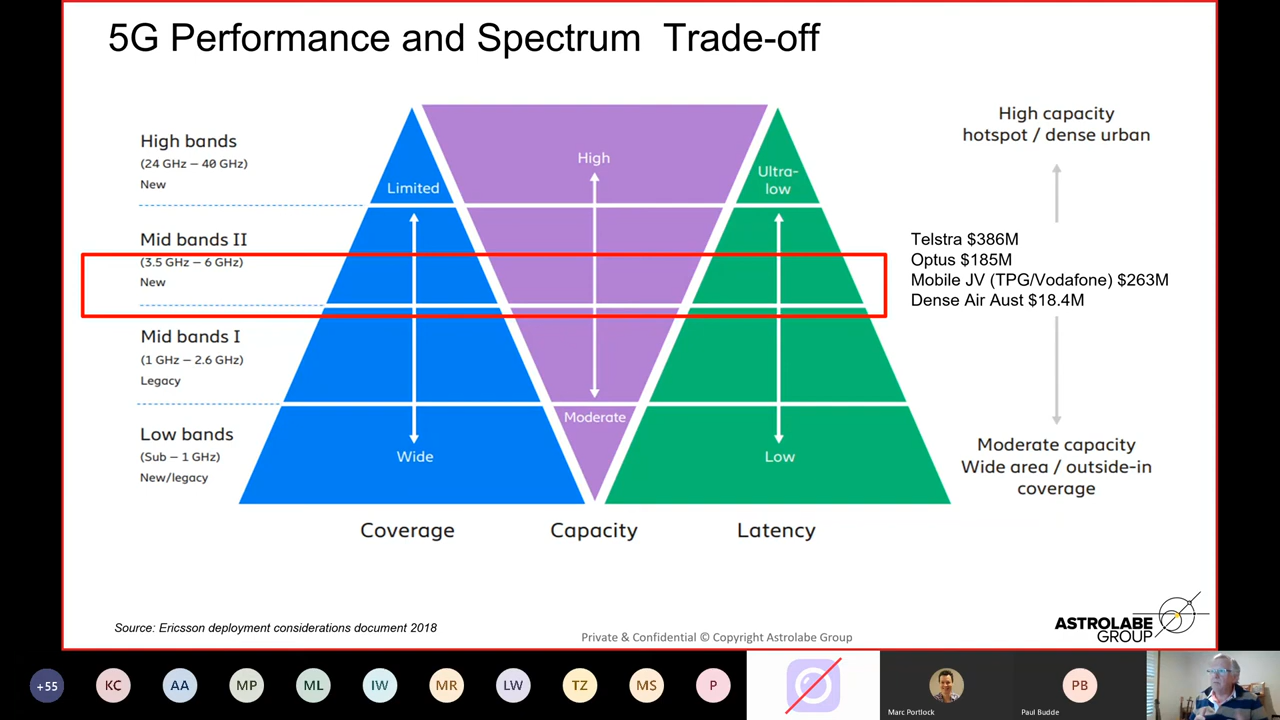 5G Performance and Spectrum Trade-off
High bands
(24 GHz – 40 GHz)
New
Mid bands II
(3.5 GHz – 6 GHz)
New
Mid bands I
(1 GHz – 2.6 GHz)
Legacy
Low bands
(Sub – 1 GHz)
New/legacy
Limited
Wide
Coverage
High
Moderate
Capacity
Ultra-
low
Low
Latency
High capacity
hotspot / dense urban
Telstra $386M
Optus $185M
Mobile JV (TPG/Vodafone) $263M
Dense Air Aust $18.4M
Moderate capacity
Wide area / outside-in
coverage
Source: Ericsson deployment considerations document 2018
Private & Confidential © Copyright Astrolabe Group
ASTROLABE
GROUP
+55
KC
AA
MP
ML
IW
MR
LW
TZ
MS
P
Marc Portlock
PB
Paul Budde